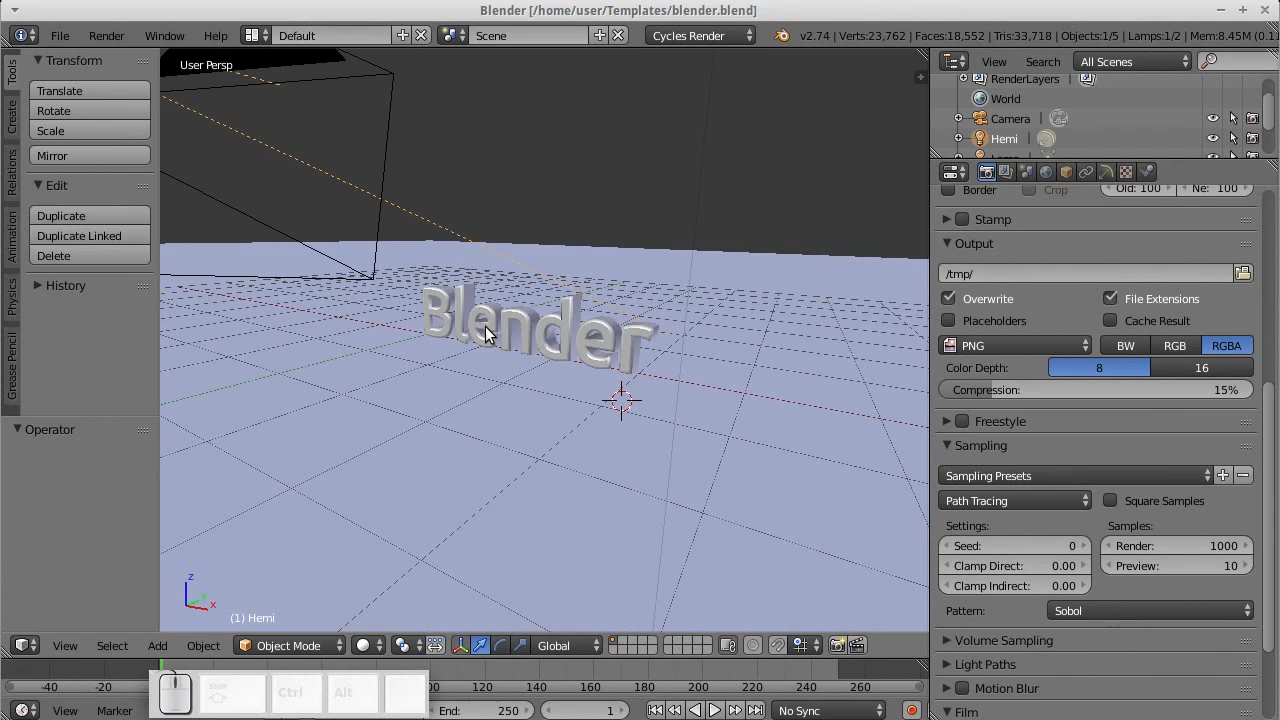 Blender [/home/user/Templates/blender.blend]
File Render Window Help Default Scene Cycles Render v2.74 | Verts:23,762 | Faces:18,552 | Tris:33,718 | Objects:1/5 | Lamps:1/2 | Mem:8.45M (0.1
Tools
Create
Relations
Animation
Physics
Grease Pencil
Transform
Translate
Rotate
Scale
Mirror
Edit
Duplicate
Duplicate Linked
Delete
History
Operator
User Persp
Blender
z
y
x
(1) Hemi
View Select Add Object Object Mode Global
-40 -20 120 140 160 180 200 220 240 260
Shift Ctrl Alt
View Marker End: 250 1 No Sync
View Search All Scenes
RenderLayers
World
Camera
Hemi
Border Crop Old: 100 Ne: 100
Stamp
Output
/tmp/
Overwrite File Extensions
Placeholders Cache Result
PNG BW RGB RGBA
Color Depth: 8 16
Compression: 15%
Freestyle
Sampling
Sampling Presets
Path Tracing Square Samples
Settings: Samples:
Seed: 0 Render: 1000
Clamp Direct: 0.00 Preview: 10
Clamp Indirect: 0.00
Pattern: Sobol
Volume Sampling
Light Paths
Motion Blur
Film